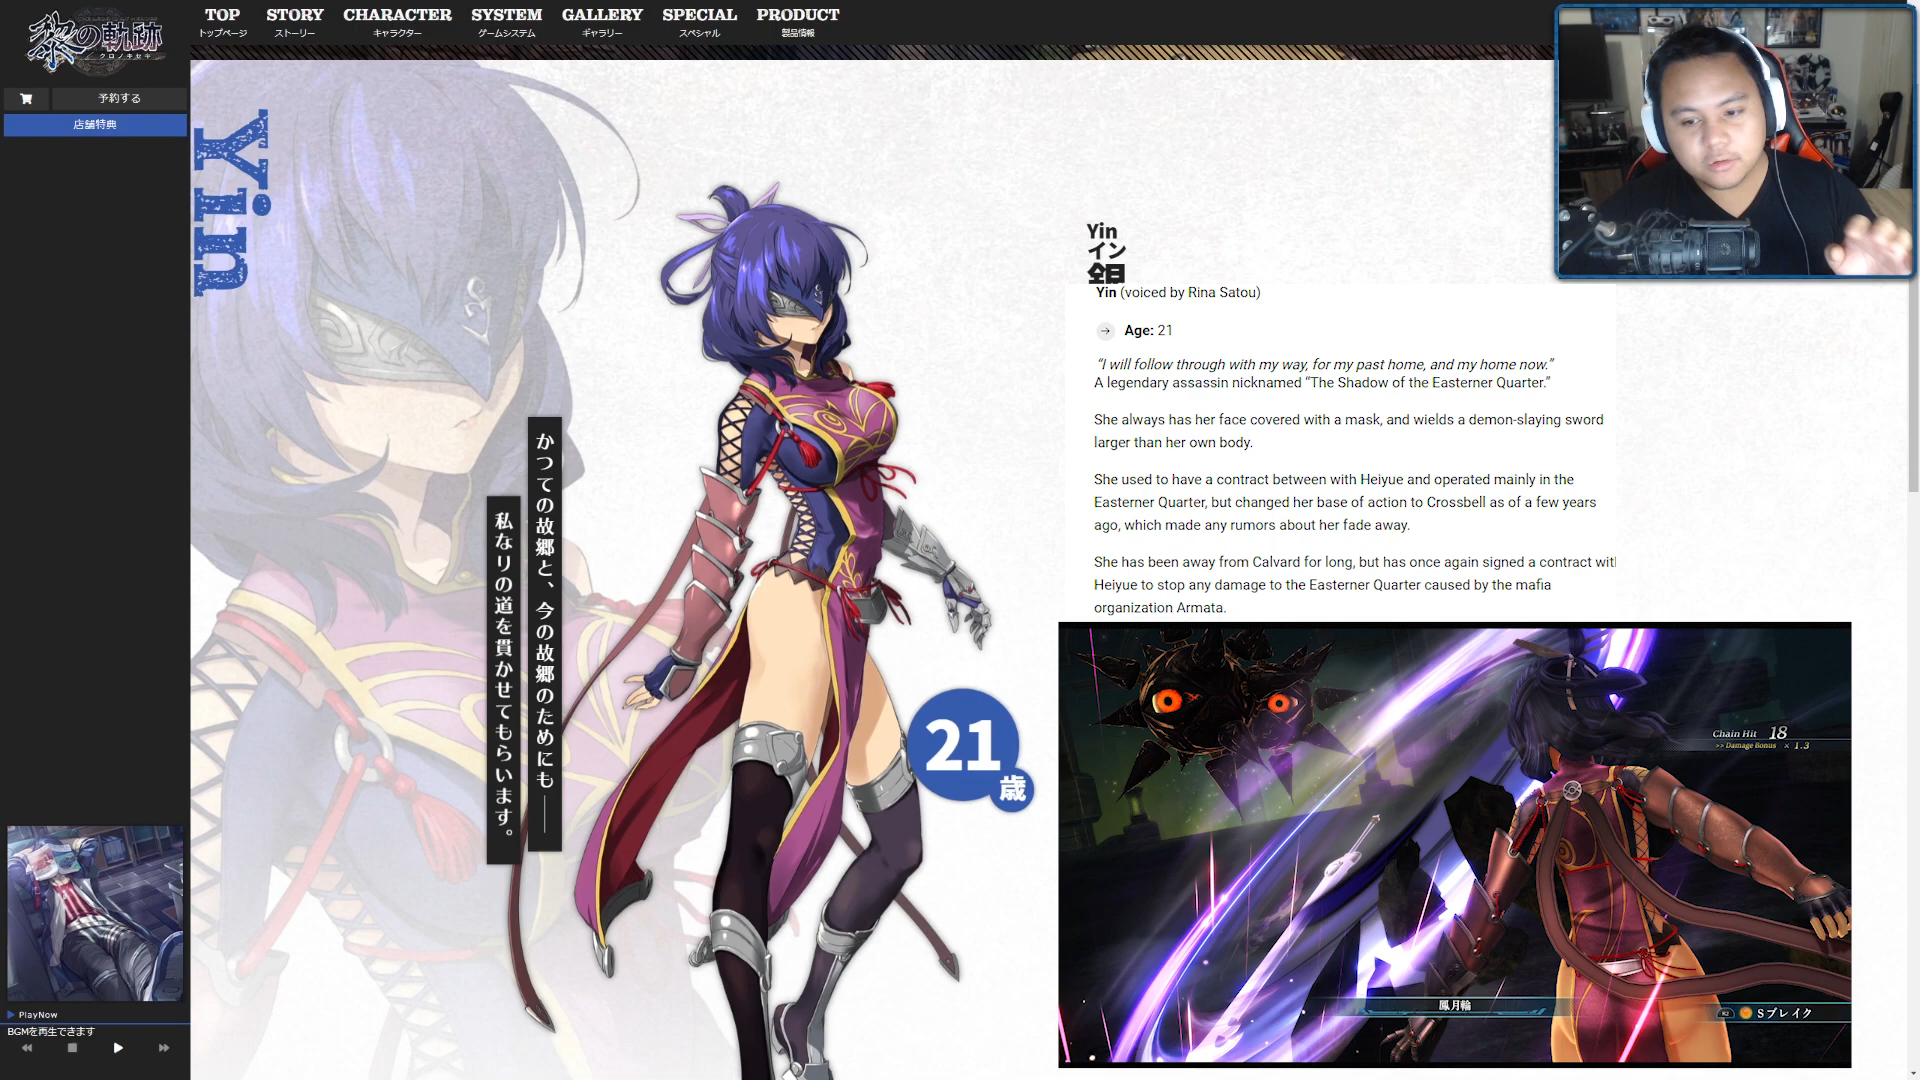 黎の軌跡
クロノキセキ
TOP
トップページ
STORY
ストーリー
CHARACTER
キャラクター
SYSTEM
ゲームシステム
GALLERY
ギャラリー
SPECIAL
スペシャル
PRODUCT
製品情報
予約する
店舗特典
Yin
かつての故郷と、今の故郷のためにも――
私なりの道を貫かせてもらいます。
21歳
Yin
イン
銀
Yin (voiced by Rina Satou)
Age: 21
“I will follow through with my way, for my past home, and my home now.”
A legendary assassin nicknamed “The Shadow of the Easterner Quarter.”
She always has her face covered with a mask, and wields a demon-slaying sword
larger than her own body.
She used to have a contract between with Heiyue and operated mainly in the
Easterner Quarter, but changed her base of action to Crossbell as of a few years
ago, which made any rumors about her fade away.
She has been away from Calvard for long, but has once again signed a contract with
Heiyue to stop any damage to the Easterner Quarter caused by the mafia
organization Armata.
Chain Hit 18
>> Damage Bonus × 1.3
鳳月輪
R2 Sブレイク
PlayNow
BGMを再生できます